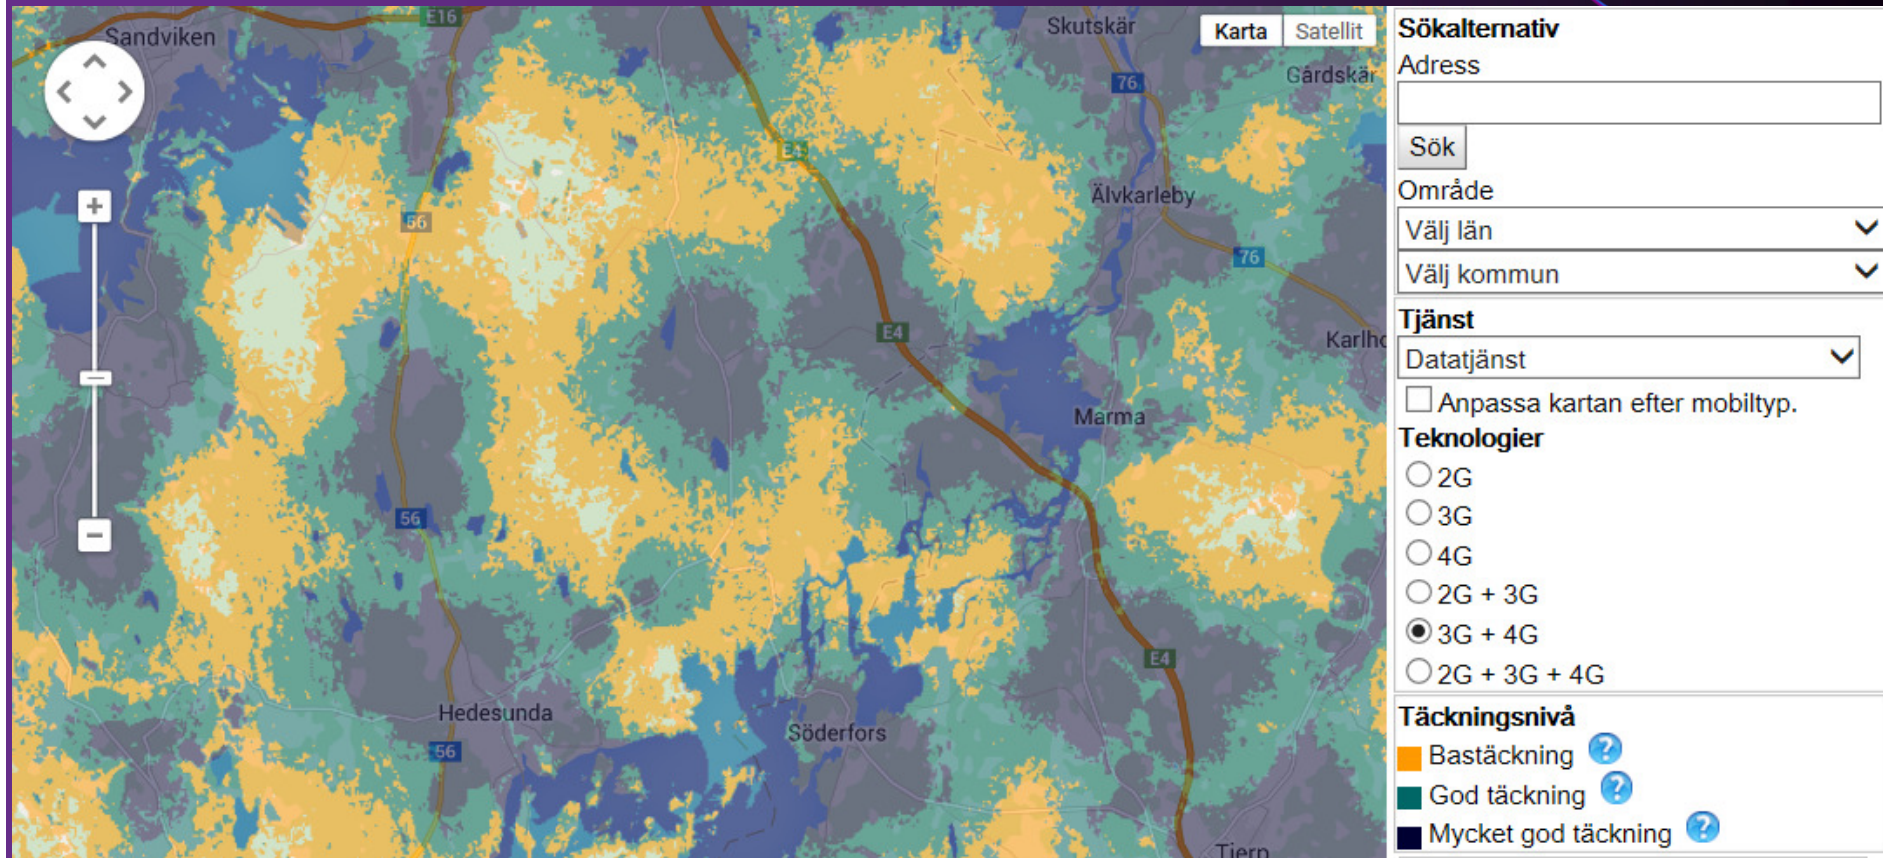 Sandviken
E16
Skutskär
Karta
Satellit
76
Gårdskär
E4
56
Älvkarleby
76
E4
Marma
56
E4
Hedesunda
Söderfors
56
Tierp
Sökalternativ
Adress
Sök
Område
Välj län
Välj kommun
Tjänst
Datatjänst
Anpassa kartan efter mobiltyp.
Teknologier
2G
3G
4G
2G + 3G
3G + 4G
2G + 3G + 4G
Täckningsnivå
Bastäckning ?
God täckning ?
Mycket god täckning ?